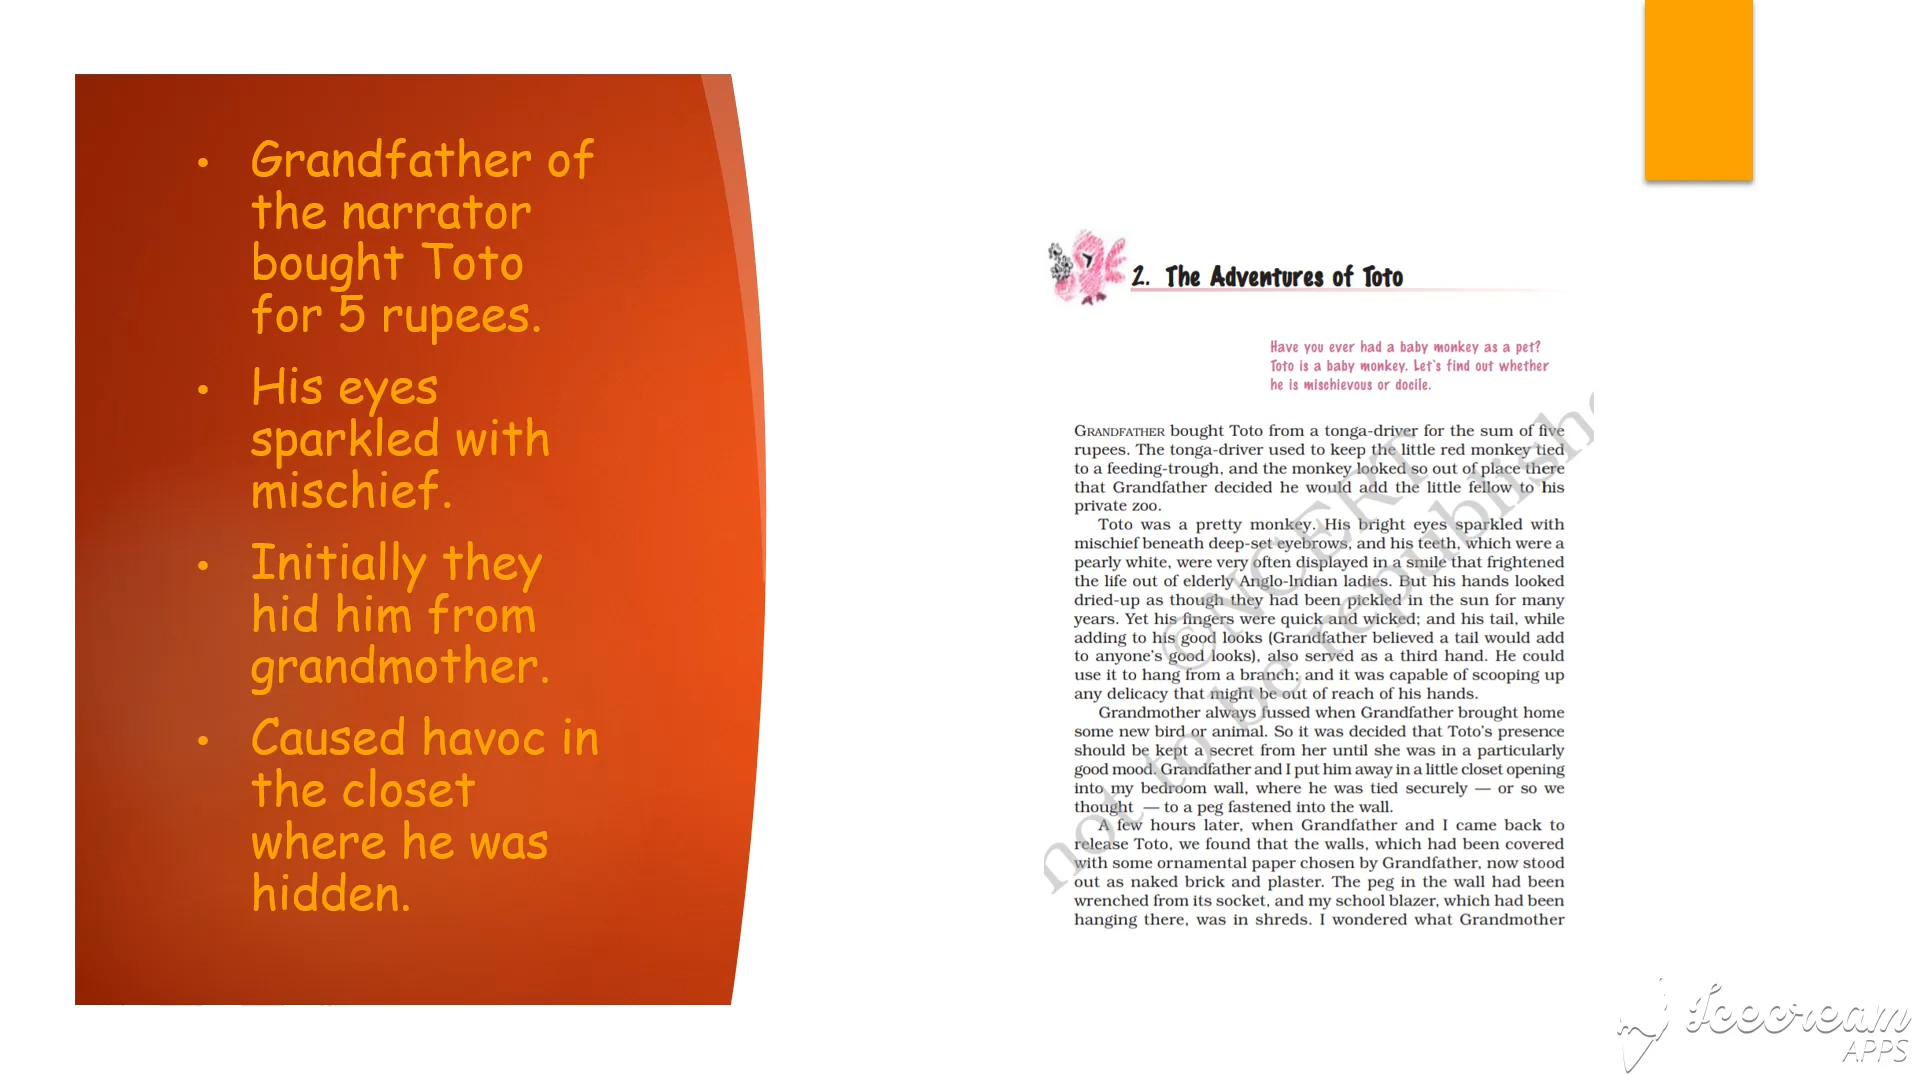 • Grandfather of
the narrator
bought Toto
for 5 rupees.
• His eyes
sparkled with
mischief.
• Initially they
hid him from
grandmother.
• Caused havoc in
the closet
where he was
hidden.
2. The Adventures of Toto
Have you ever had a baby monkey as a pet?
Toto is a baby monkey. Let's find out whether
he is mischievous or docile.
GRANDFATHER bought Toto from a tonga-driver for the sum of five
rupees. The tonga-driver used to keep the little red monkey tied
to a feeding-trough, and the monkey looked so out of place there
that Grandfather decided he would add the little fellow to his
private zoo.
Toto was a pretty monkey. His bright eyes sparkled with
mischief beneath deep-set eyebrows, and his teeth, which were a
pearly white, were very often displayed in a smile that frightened
the life out of elderly Anglo-Indian ladies. But his hands looked
dried-up as though they had been pickled in the sun for many
years. Yet his fingers were quick and wicked; and his tail, while
adding to his good looks (Grandfather believed a tail would add
to anyone's good looks), also served as a third hand. He could
use it to hang from a branch; and it was capable of scooping up
any delicacy that might be out of reach of his hands.
Grandmother always fussed when Grandfather brought home
some new bird or animal. So it was decided that Toto's presence
should be kept a secret from her until she was in a particularly
good mood. Grandfather and I put him away in a little closet opening
into my bedroom wall, where he was tied securely — or so we
thought — to a peg fastened into the wall.
A few hours later, when Grandfather and I came back to
release Toto, we found that the walls, which had been covered
with some ornamental paper chosen by Grandfather, now stood
out as naked brick and plaster. The peg in the wall had been
wrenched from its socket, and my school blazer, which had been
hanging there, was in shreds. I wondered what Grandmother
©NCERT
not to be republishe
Icecream
APPS